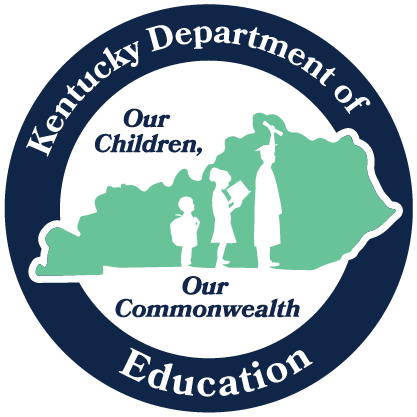 Kentucky Department of
Our
Children,
Our
Commonwealth
Education